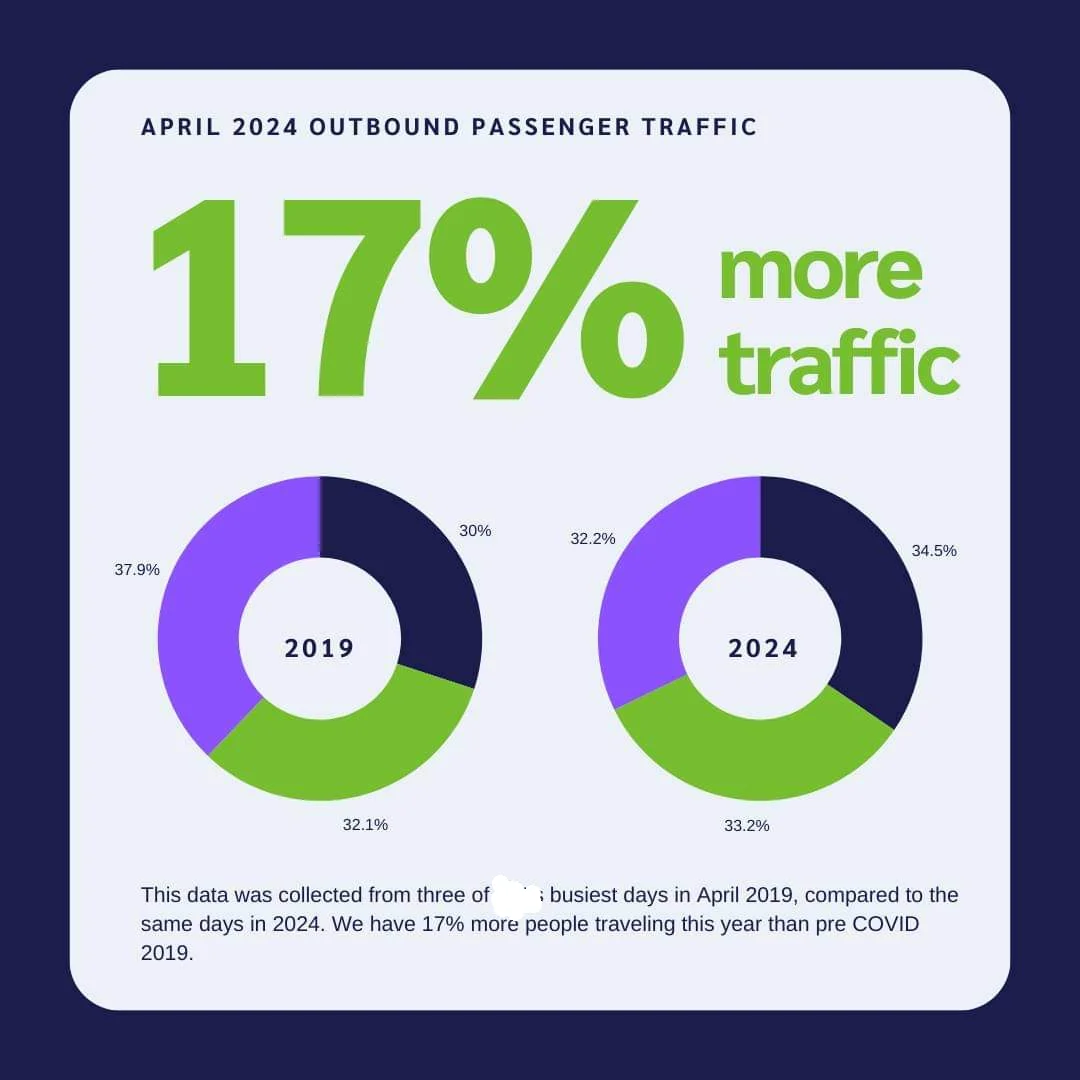 APRIL 2024 OUTBOUND PASSENGER TRAFFIC
17% more
traffic
30%
37.9%
32.1%
2019
32.2%
34.5%
33.2%
2024
This data was collected from three of busiest days in April 2019, compared to the
same days in 2024. We have 17% more people traveling this year than pre COVID
2019.